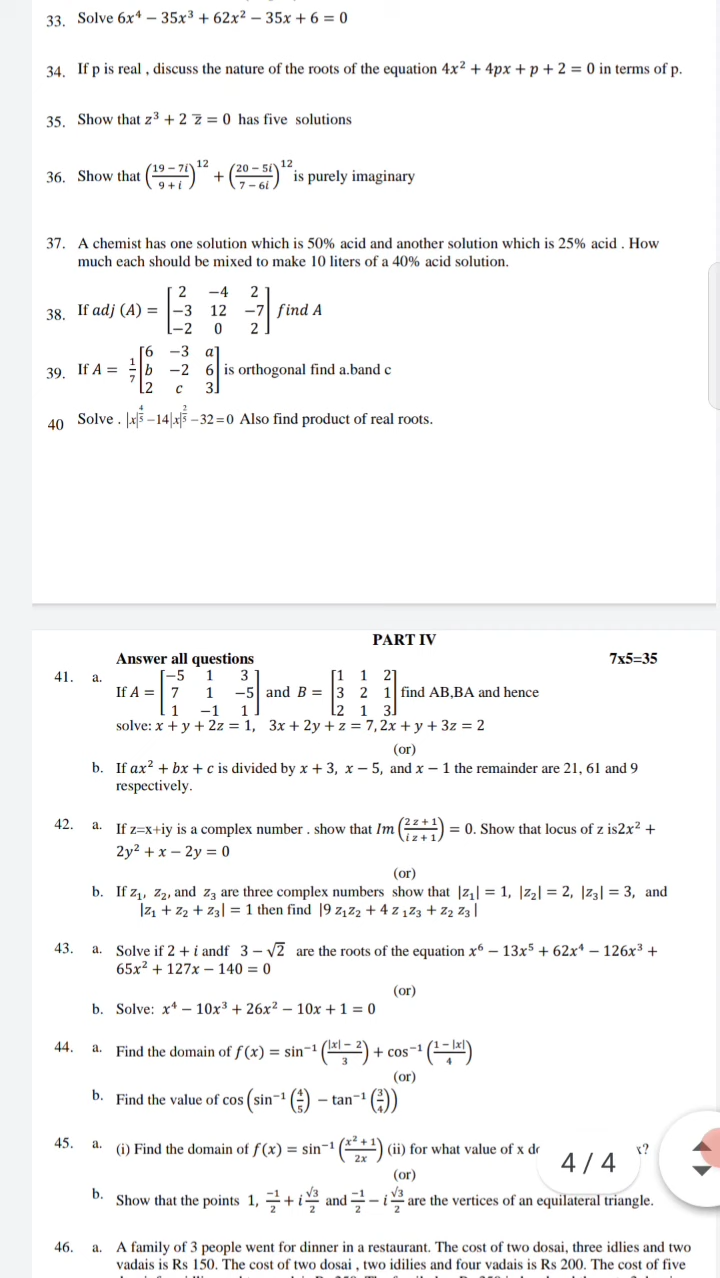 33. Solve 6x⁴ − 35x³ + 62x² − 35x + 6 = 0
34. If p is real , discuss the nature of the roots of the equation 4x² + 4px + p + 2 = 0 in terms of p.
35. Show that z³ + 2 z̅ = 0 has five solutions
36. Show that ((19 − 7i)/(9 + i))¹² + ((20 − 5i)/(7 − 6i))¹² is purely imaginary
37. A chemist has one solution which is 50% acid and another solution which is 25% acid . How
much each should be mixed to make 10 liters of a 40% acid solution.
38. If adj (A) = [2 −4 2; −3 12 −7; −2 0 2] find A
39. If A = 1/7 [6 −3 a; b −2 6; 2 c 3] is orthogonal find a.band c
40 Solve . |x|^(4/5) −14|x|^(2/5) −32=0 Also find product of real roots.
PART IV
Answer all questions 7x5=35
41. a. If A = [−5 1 3; 7 1 −5; 1 −1 1] and B = [1 1 2; 3 2 1; 2 1 3] find AB,BA and hence
solve: x + y + 2z = 1, 3x + 2y + z = 7, 2x + y + 3z = 2
(or)
b. If ax² + bx + c is divided by x + 3, x − 5, and x − 1 the remainder are 21, 61 and 9
respectively.
42. a. If z=x+iy is a complex number . show that Im((2 z + 1)/(i z + 1)) = 0. Show that locus of z is2x² +
2y² + x − 2y = 0
(or)
b. If z₁, z₂, and z₃ are three complex numbers show that |z₁| = 1, |z₂| = 2, |z₃| = 3, and
|z₁ + z₂ + z₃| = 1 then find |9 z₁z₂ + 4 z ₁z₃ + z₂ z₃|
43. a. Solve if 2 + i andf 3 − √2 are the roots of the equation x⁶ − 13x⁵ + 62x⁴ − 126x³ +
65x² + 127x − 140 = 0
(or)
b. Solve: x⁴ − 10x³ + 26x² − 10x + 1 = 0
44. a. Find the domain of f(x) = sin⁻¹((|x| − 2)/3) + cos⁻¹((1 − |x|)/4)
(or)
b. Find the value of cos(sin⁻¹(4/5) − tan⁻¹(3/4))
45. a. (i) Find the domain of f(x) = sin⁻¹((x² + 1)/2x) (ii) for what value of x ?
4 / 4
(or)
b. Show that the points 1, −1/2 + i √3/2 and −1/2 − i √3/2 are the vertices of an equilateral triangle.
46. a. A family of 3 people went for dinner in a restaurant. The cost of two dosai, three idlies and two
vadais is Rs 150. The cost of two dosai , two idilies and four vadais is Rs 200. The cost of five